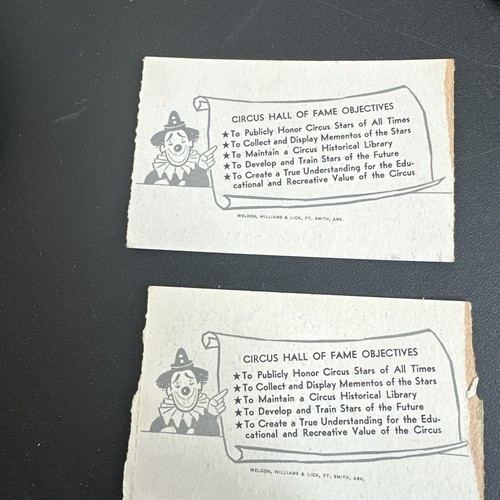 CIRCUS HALL OF FAME OBJECTIVES
★To Publicly Honor Circus Stars of All Times
★To Collect and Display Mementos of the Stars
★To Maintain a Circus Historical Library
★To Develop and Train Stars of the Future
★To Create a True Understanding for the Edu-
cational and Recreative Value of the Circus
WELDON, WILLIAMS & LICK, FT. SMITH, ARK.
CIRCUS HALL OF FAME OBJECTIVES
★To Publicly Honor Circus Stars of All Times
★To Collect and Display Mementos of the Stars
★To Maintain a Circus Historical Library
★To Develop and Train Stars of the Future
★To Create a True Understanding for the Edu-
cational and Recreative Value of the Circus
WELDON, WILLIAMS & LICK, FT. SMITH, ARK.